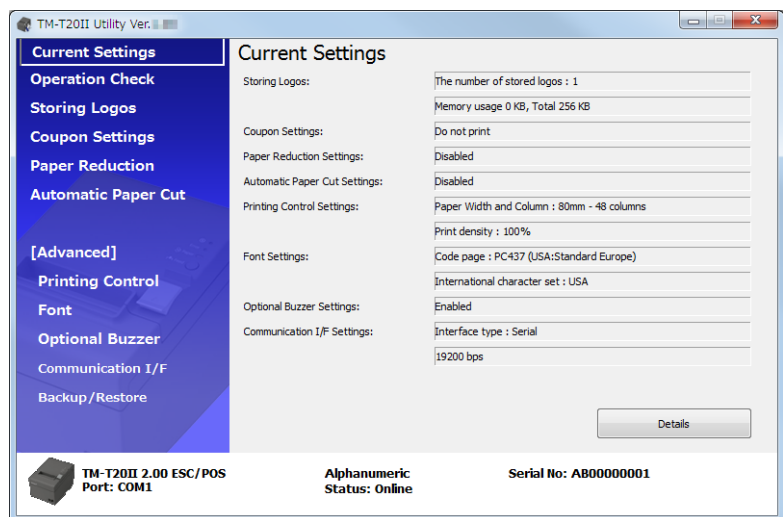 TM-T20II Utility Ver.
Current Settings
Operation Check
Storing Logos
Coupon Settings
Paper Reduction
Automatic Paper Cut
[Advanced]
Printing Control
Font
Optional Buzzer
Communication I/F
Backup/Restore
Current Settings
Storing Logos: The number of stored logos : 1
Memory usage 0 KB, Total 256 KB
Coupon Settings: Do not print
Paper Reduction Settings: Disabled
Automatic Paper Cut Settings: Disabled
Printing Control Settings: Paper Width and Column : 80mm - 48 columns
Print density : 100%
Font Settings: Code page : PC437 (USA:Standard Europe)
International character set : USA
Optional Buzzer Settings: Enabled
Communication I/F Settings: Interface type : Serial
19200 bps
Details
TM-T20II 2.00 ESC/POS Alphanumeric Serial No: AB00000001
Port: COM1 Status: Online